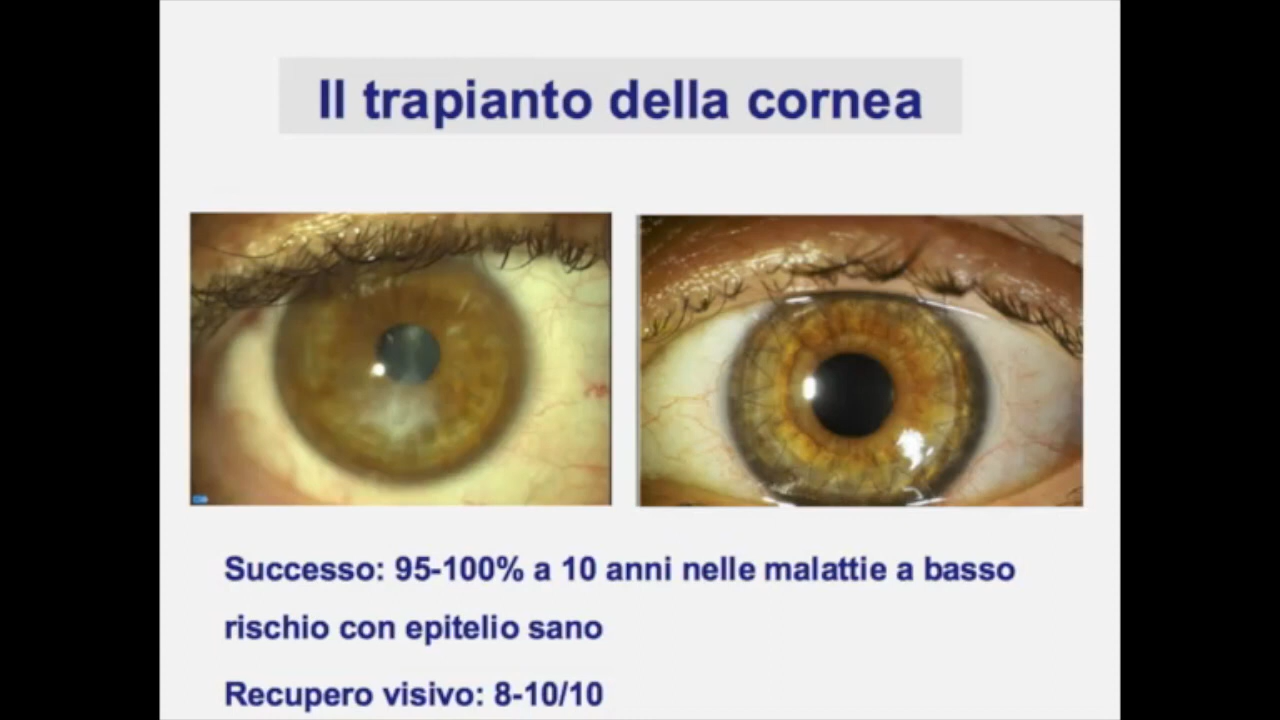 Il trapianto della cornea
Successo: 95-100% a 10 anni nelle malattie a basso
rischio con epitelio sano
Recupero visivo: 8-10/10